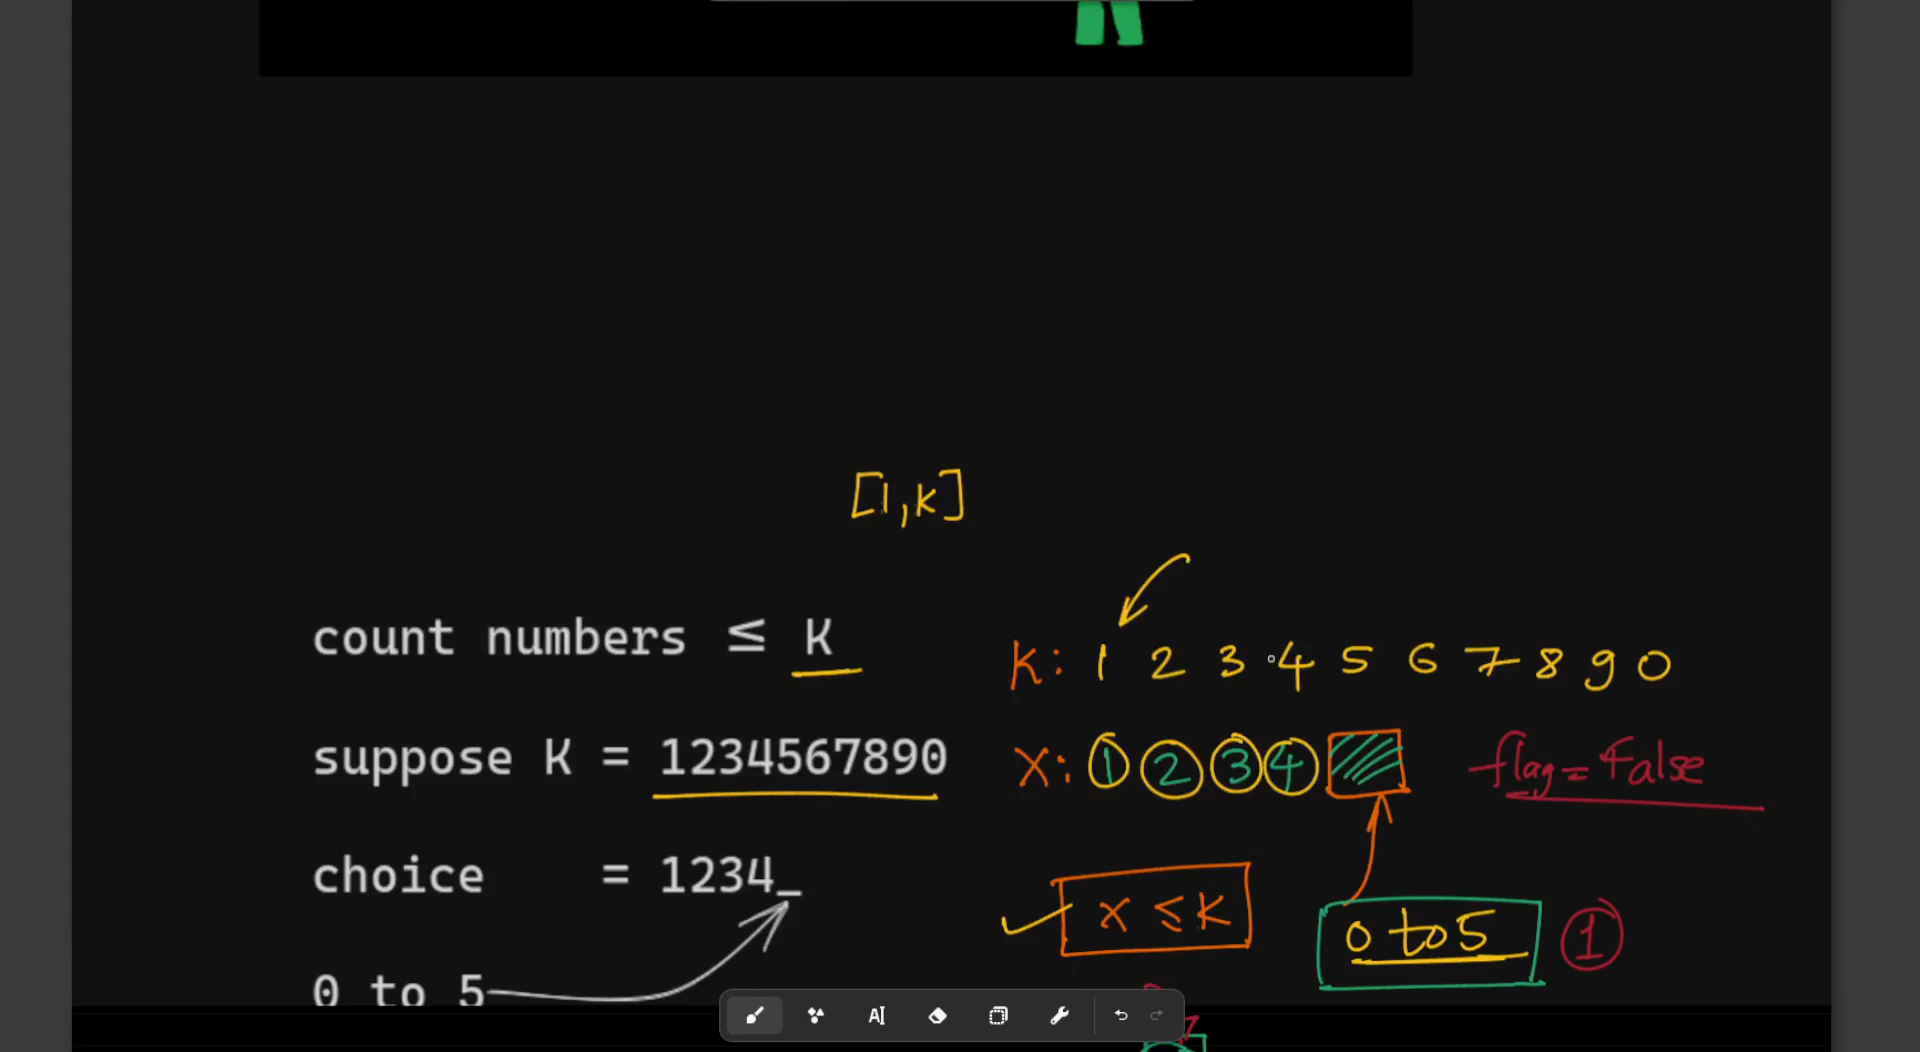 [1,k]
count numbers ≤ K
K: 1 2 3 4 5 6 7 8 9 0
suppose K = 1234567890
X: 1 2 3 4
flag = False
choice = 1234_
X ≤ K
0 to 5
1
0 to 5